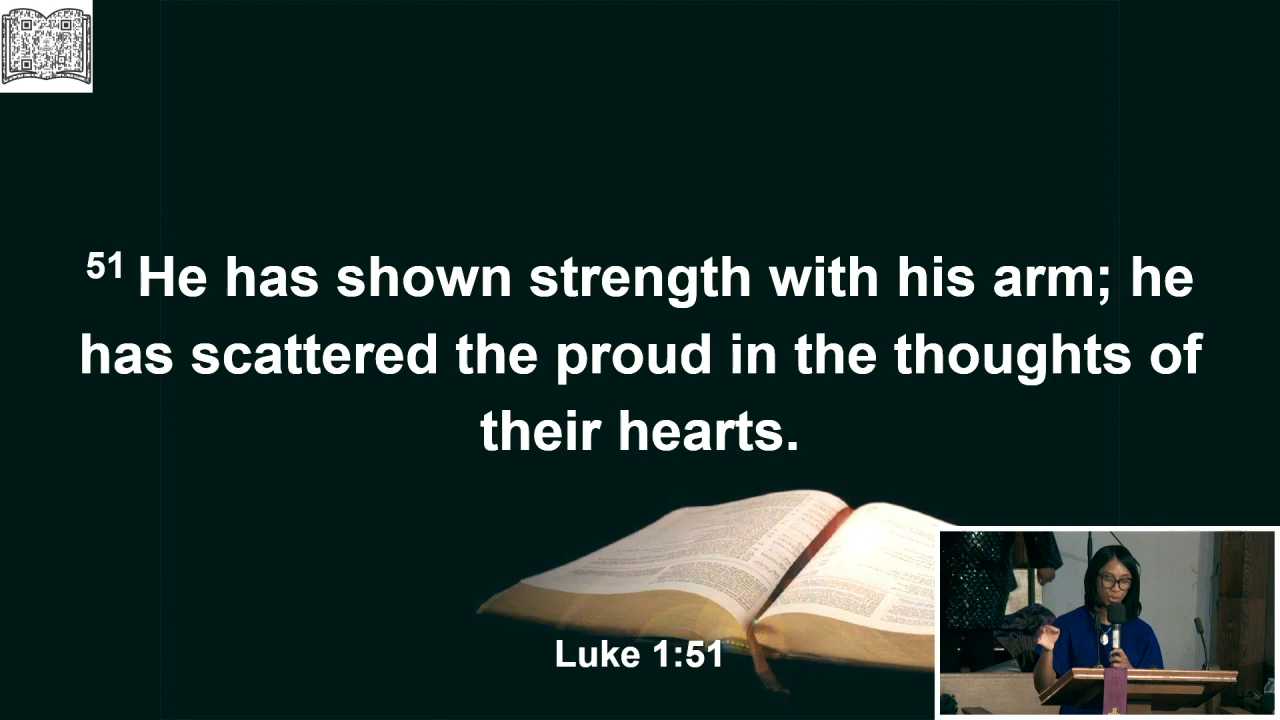 51 He has shown strength with his arm; he
has scattered the proud in the thoughts of
their hearts.
Luke 1:51